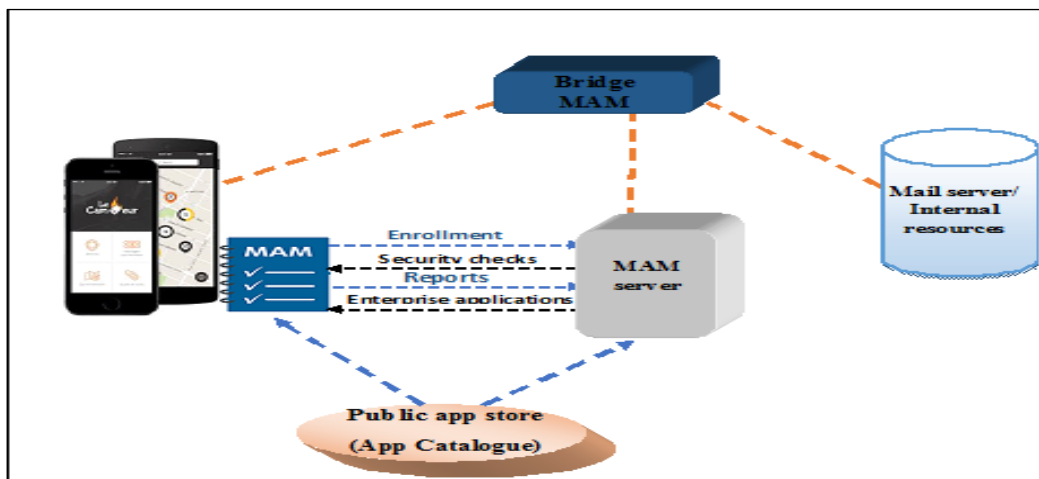 Bridge
MAM
Mail server/
Internal
resources
MAM
Enrollment
Security checks
Reports
Enterprise applications
MAM
server
Public app store
(App Catalogue)